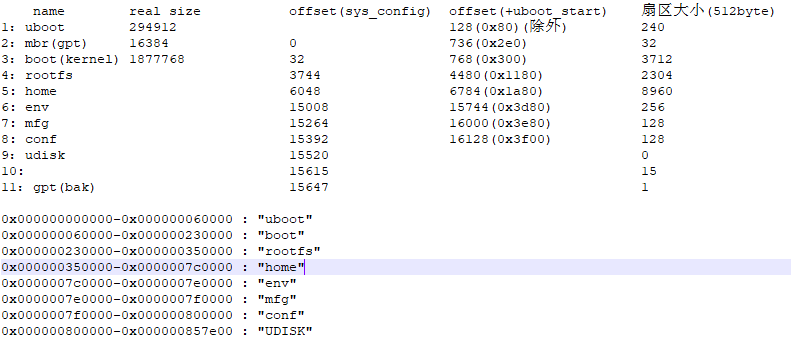 name real size offset(sys_config) offset(+uboot_start) 扇区大小(512byte)
1: uboot 294912 128(0x80)(除外) 240
2: mbr(gpt) 16384 0 736(0x2e0) 32
3: boot(kernel) 1877768 32 768(0x300) 3712
4: rootfs 3744 4480(0x1180) 2304
5: home 6048 6784(0x1a80) 8960
6: env 15008 15744(0x3d80) 256
7: mfg 15264 16000(0x3e80) 128
8: conf 15392 16128(0x3f00) 128
9: udisk 15520 0
10: 15615 15
11: gpt(bak) 15647 1
0x000000000000-0x000000060000 : "uboot"
0x000000060000-0x000000230000 : "boot"
0x000000230000-0x000000350000 : "rootfs"
0x000000350000-0x0000007c0000 : "home"
0x0000007c0000-0x0000007e0000 : "env"
0x0000007e0000-0x0000007f0000 : "mfg"
0x0000007f0000-0x000000800000 : "conf"
0x000000800000-0x000000857e00 : "UDISK"